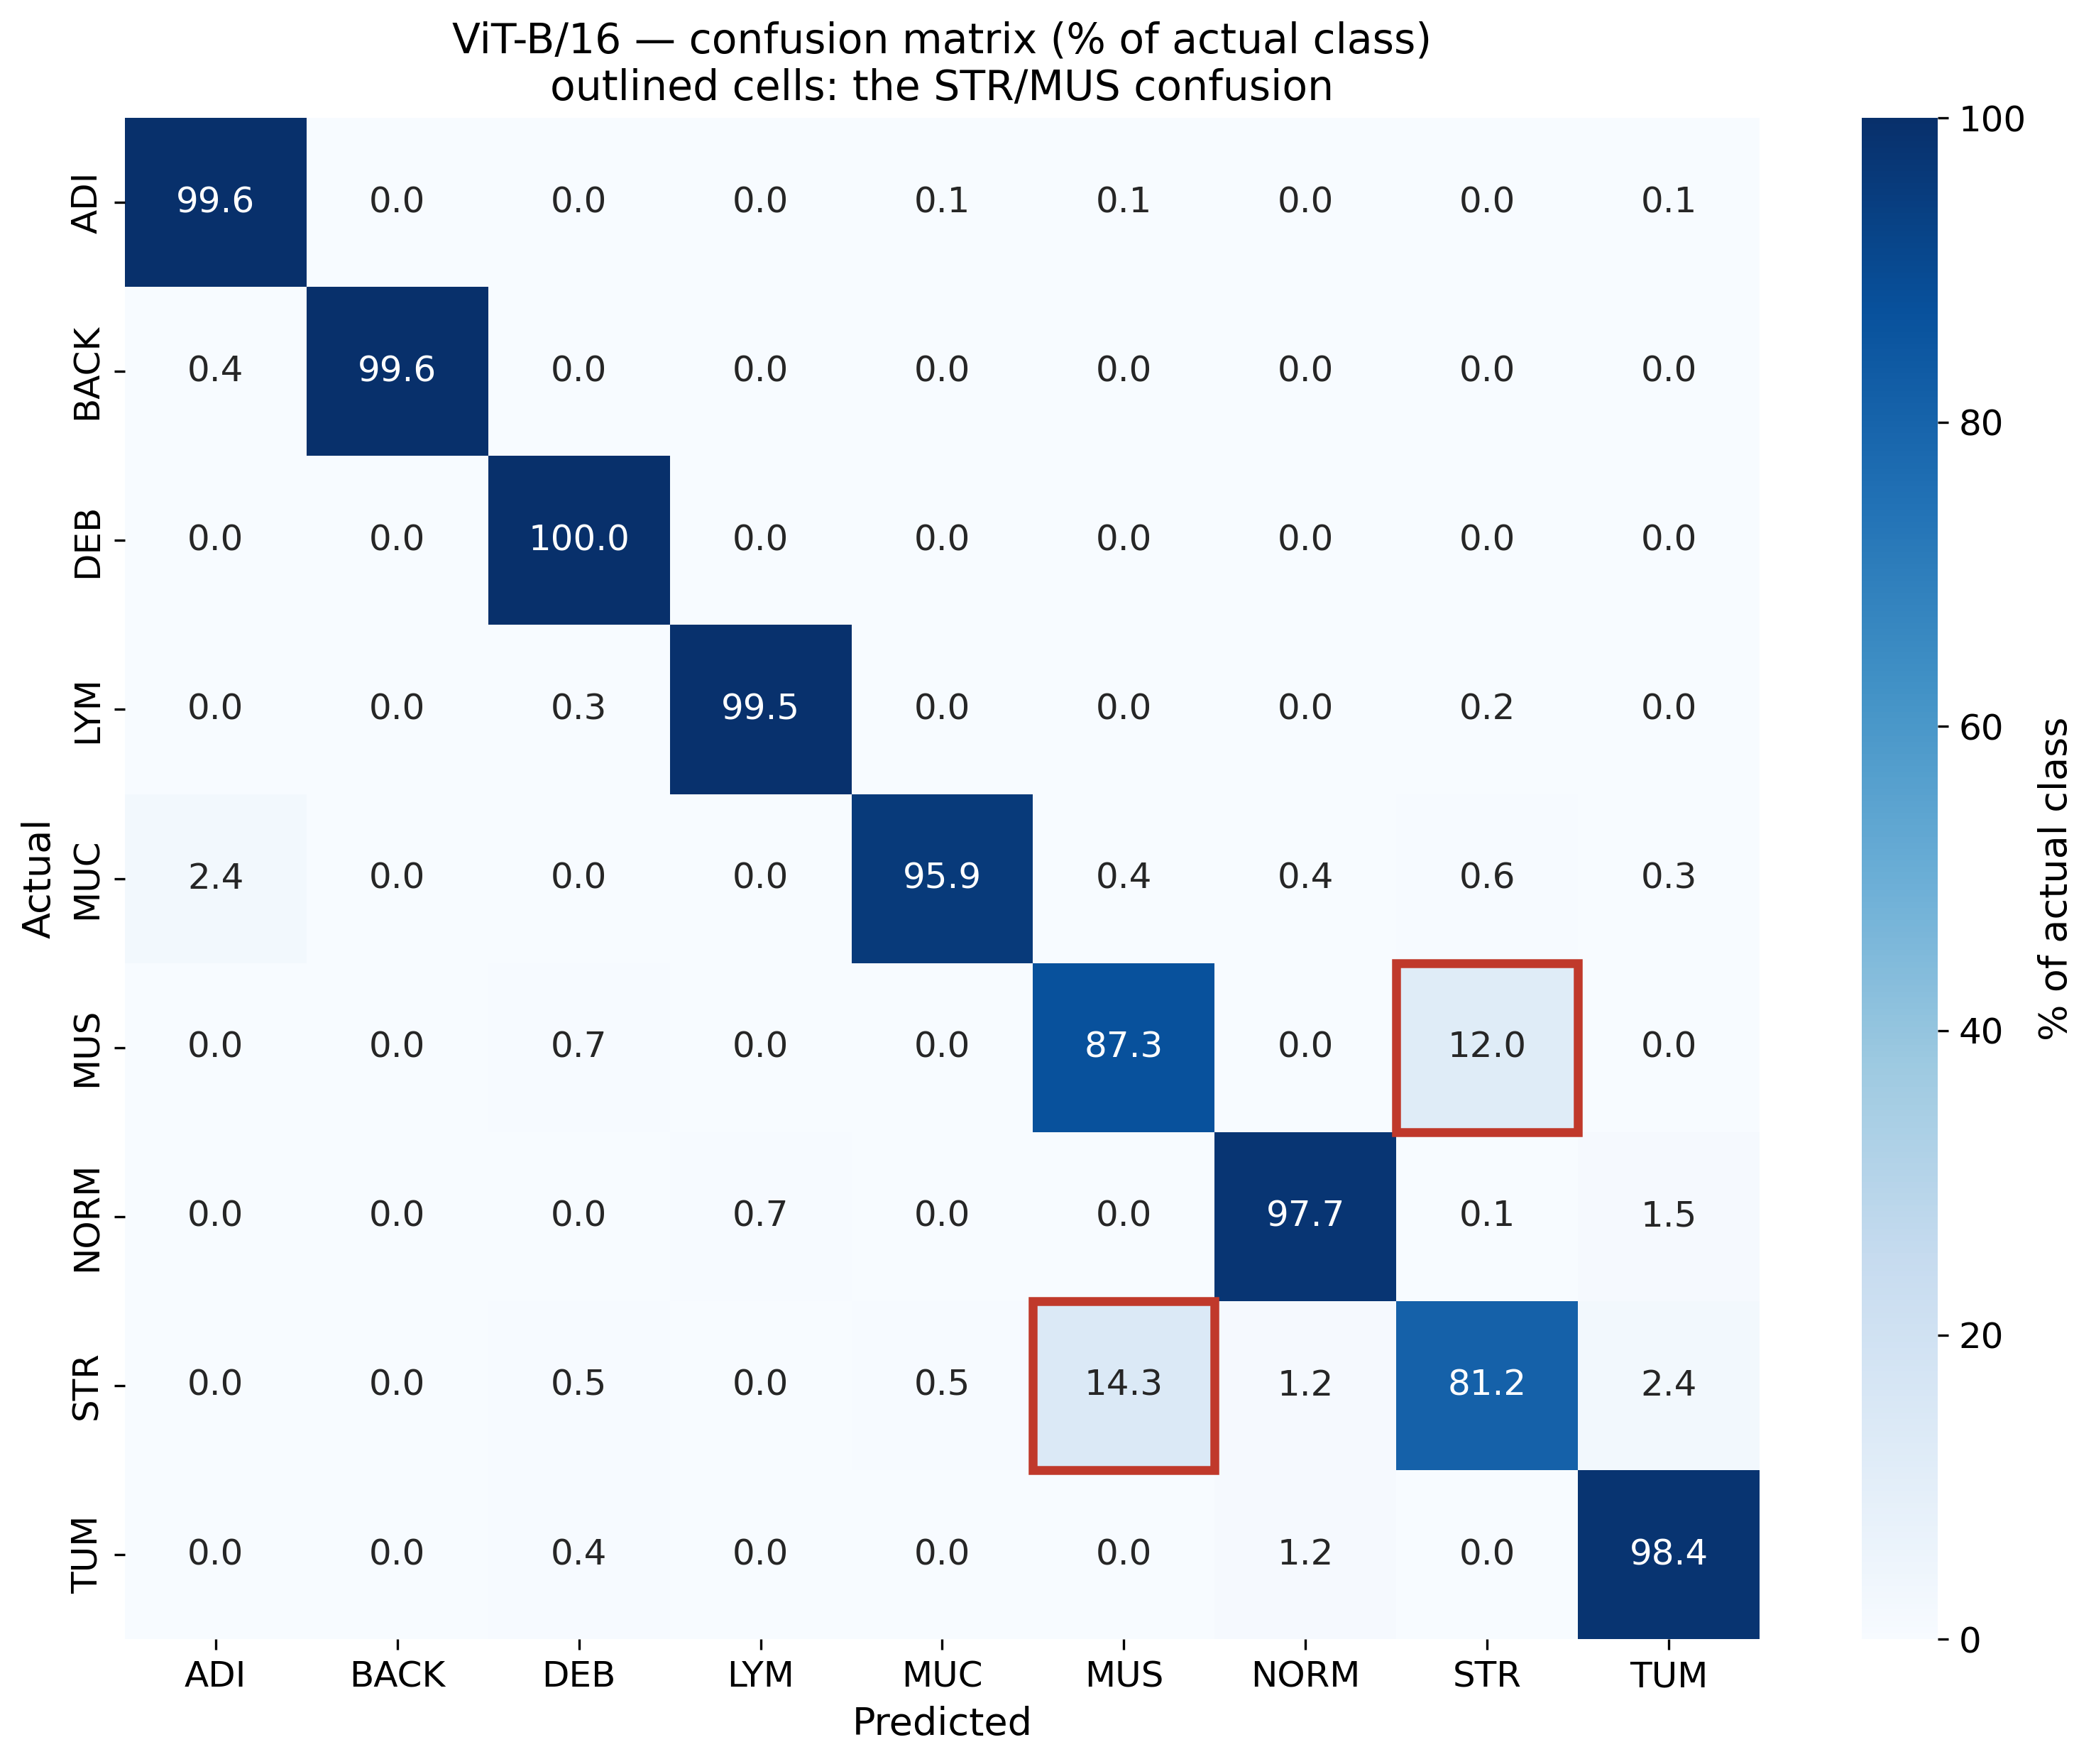 ViT-B/16 — confusion matrix (% of actual class)
outlined cells: the STR/MUS confusion
Actual
ADI 99.6 0.0 0.0 0.0 0.1 0.1 0.0 0.0 0.1
BACK 0.4 99.6 0.0 0.0 0.0 0.0 0.0 0.0 0.0
DEB 0.0 0.0 100.0 0.0 0.0 0.0 0.0 0.0 0.0
LYM 0.0 0.0 0.3 99.5 0.0 0.0 0.0 0.2 0.0
MUC 2.4 0.0 0.0 0.0 95.9 0.4 0.4 0.6 0.3
MUS 0.0 0.0 0.7 0.0 0.0 87.3 0.0 12.0 0.0
NORM 0.0 0.0 0.0 0.7 0.0 0.0 97.7 0.1 1.5
STR 0.0 0.0 0.5 0.0 0.5 14.3 1.2 81.2 2.4
TUM 0.0 0.0 0.4 0.0 0.0 0.0 1.2 0.0 98.4
ADI BACK DEB LYM MUC MUS NORM STR TUM
Predicted
100
80
60
40
20
0
% of actual class